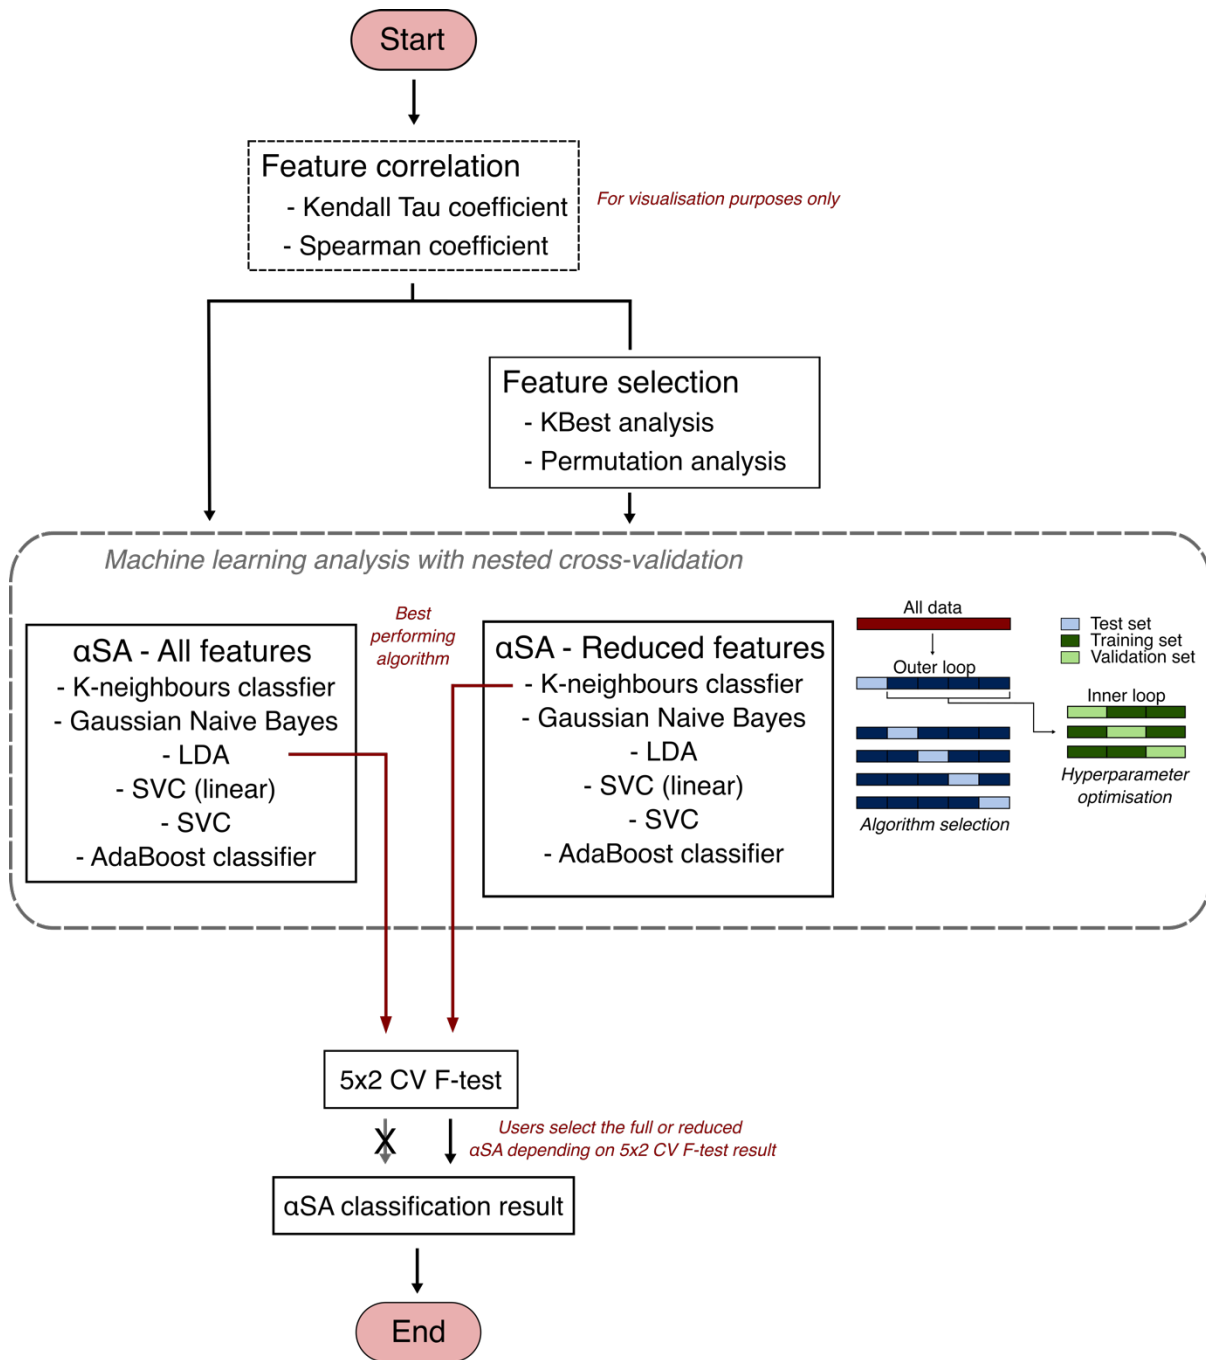 Start
Feature correlation
- Kendall Tau coefficient
- Spearman coefficient
For visualisation purposes only
Feature selection
- KBest analysis
- Permutation analysis
Machine learning analysis with nested cross-validation
αSA - All features
- K-neighbours classfier
- Gaussian Naive Bayes
- LDA
- SVC (linear)
- SVC
- AdaBoost classifier
Best
performing
algorithm
αSA - Reduced features
- K-neighbours classfier
- Gaussian Naive Bayes
- LDA
- SVC (linear)
- SVC
- AdaBoost classifier
All data
Outer loop
Algorithm selection
Test set
Training set
Validation set
Inner loop
Hyperparameter
optimisation
5x2 CV F-test
X
Users select the full or reduced
αSA depending on 5x2 CV F-test result
αSA classification result
End